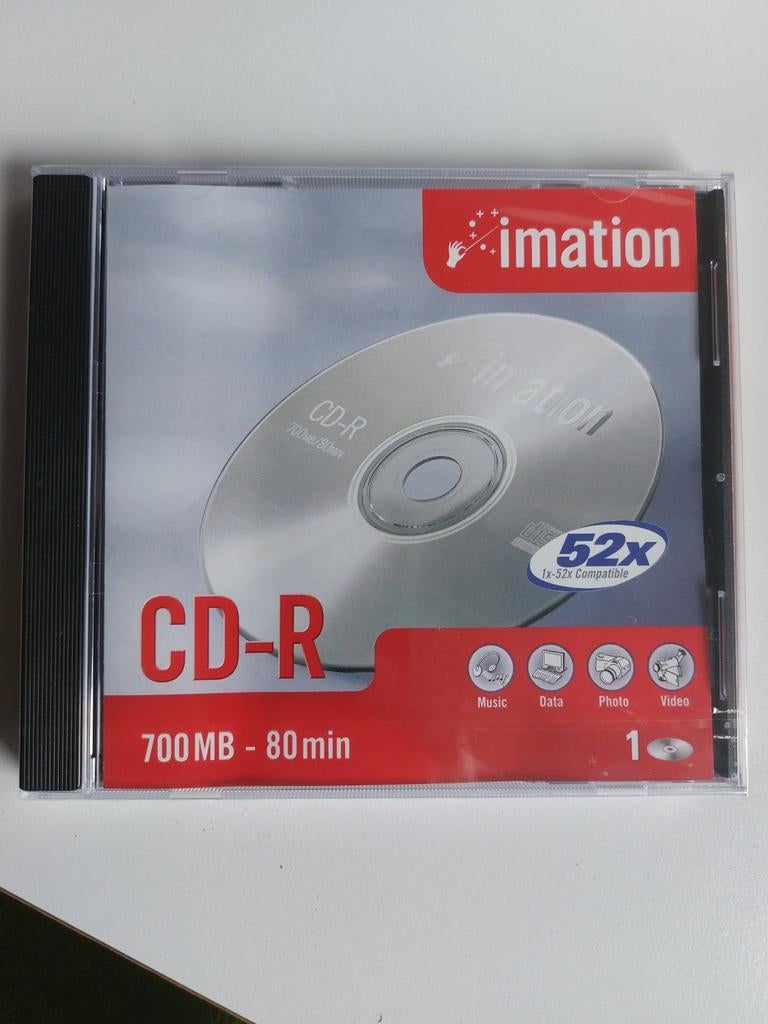 imation
imation
CD-R
700MB/80MIN
52x
1x-52x Compatible
CD-R
Music Data Photo Video
700MB - 80min
1